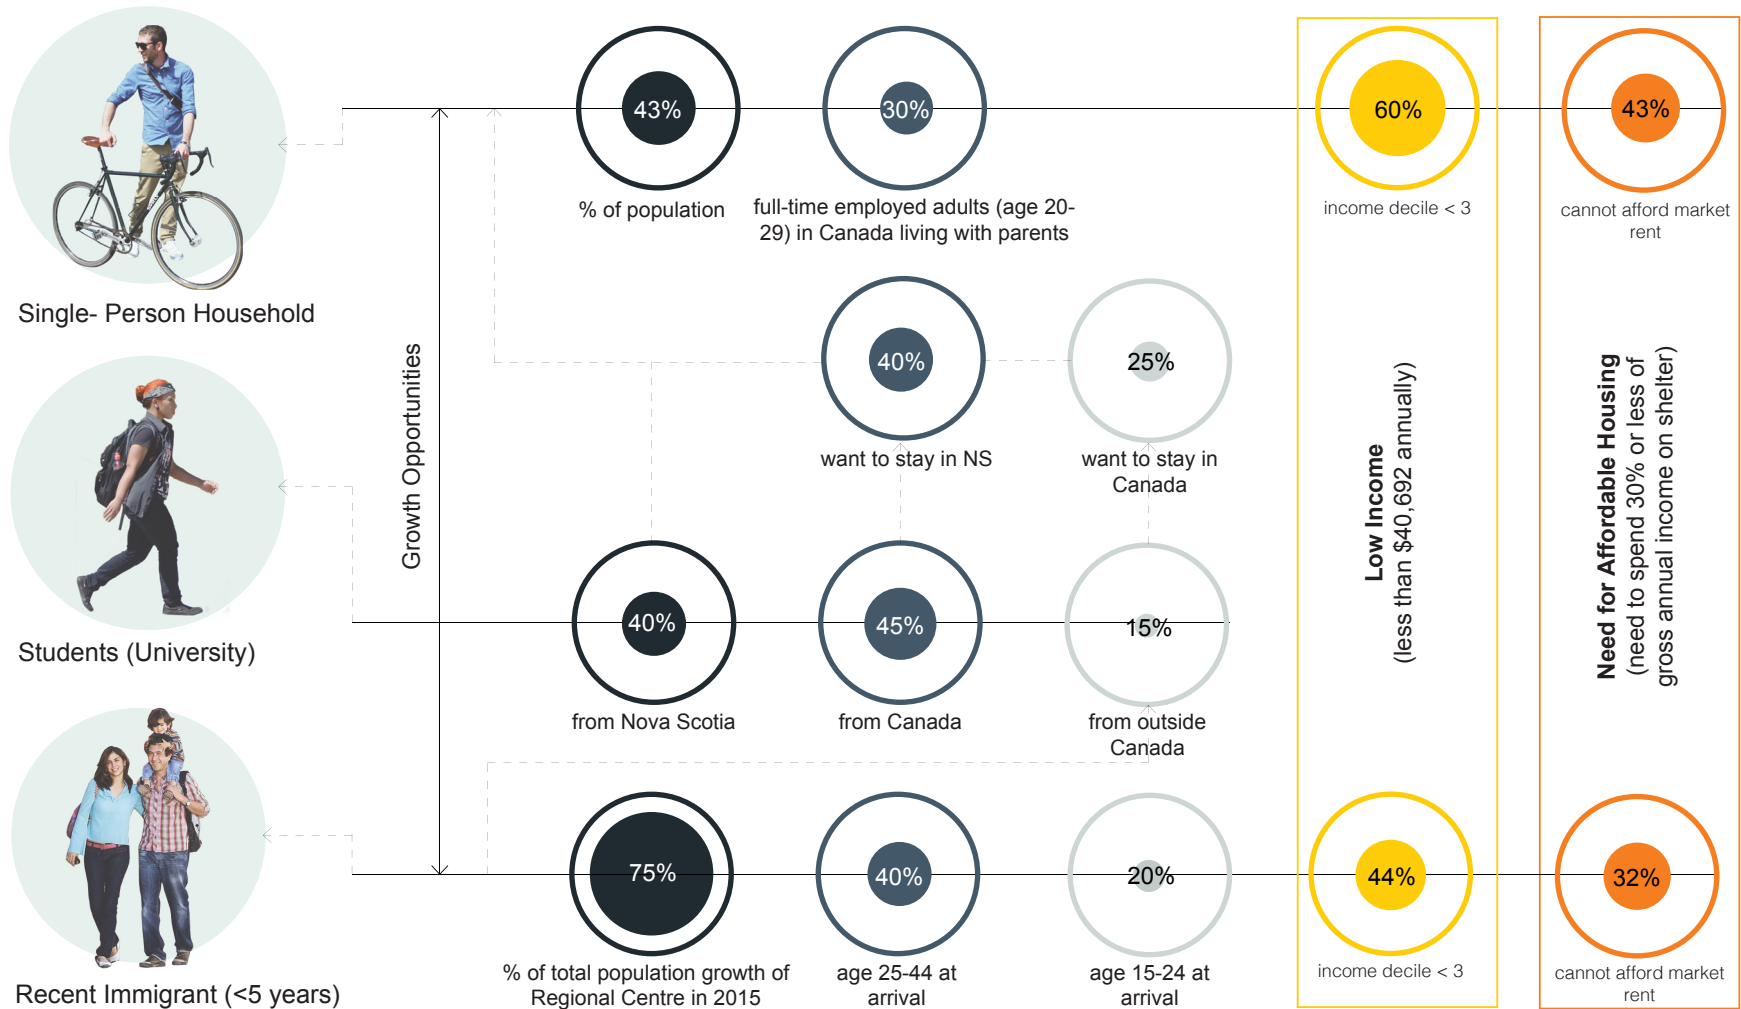 43%
30%
60%
43%
% of population
full-time employed adults (age 20-
29) in Canada living with parents
income decile < 3
cannot afford market
rent
Single- Person Household
40%
25%
want to stay in NS
want to stay in
Canada
Growth Opportunities
Low Income
(less than $40,692 annually)
Need for Affordable Housing
(need to spend 30% or less of
gross annual income on shelter)
Students (University)
40%
45%
15%
from Nova Scotia
from Canada
from outside
Canada
75%
40%
20%
44%
32%
% of total population growth of
Regional Centre in 2015
age 25-44 at
arrival
age 15-24 at
arrival
income decile < 3
cannot afford market
rent
Recent Immigrant (<5 years)